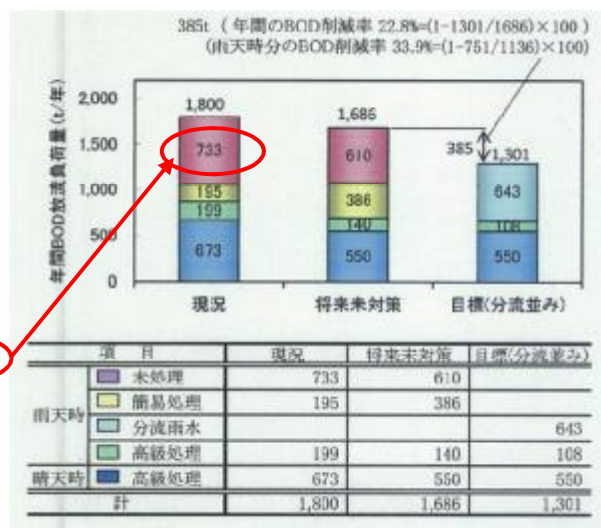 385t （ 年間のBOD削減率 22.8%=(1-1301/1686)×100 ）
(雨天時分のBOD削減率 33.9%=(1-751/1136)×100)
年間BOD放流負荷量(t/年)
2,000
1,500
1,000
500
0
1,800
733
195
199
673
1,686
610
386
140
550
385
1,301
643
108
550
現況
将来未対策
目標(分流並み)
項 目 現況 将来未対策 目標(分流並み)
雨天時
未処理 733 610
簡易処理 195 386
分流雨水 643
高級処理 199 140 108
晴天時 高級処理 673 550 550
計 1,800 1,686 1,301